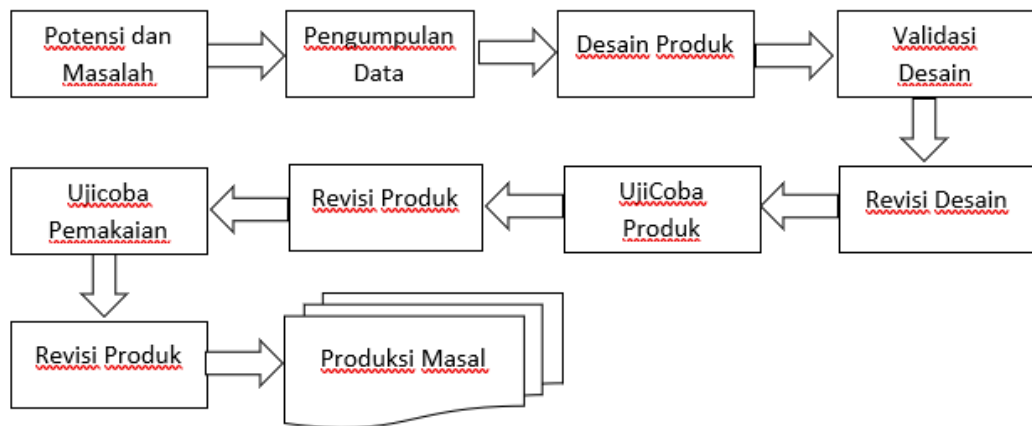 Potensi dan
Masalah
Pengumpulan
Data
Desain Produk
Validasi
Desain
Revisi Desain
UjiCoba
Produk
Revisi Produk
Ujicoba
Pemakaian
Revisi Produk
Produksi Masal